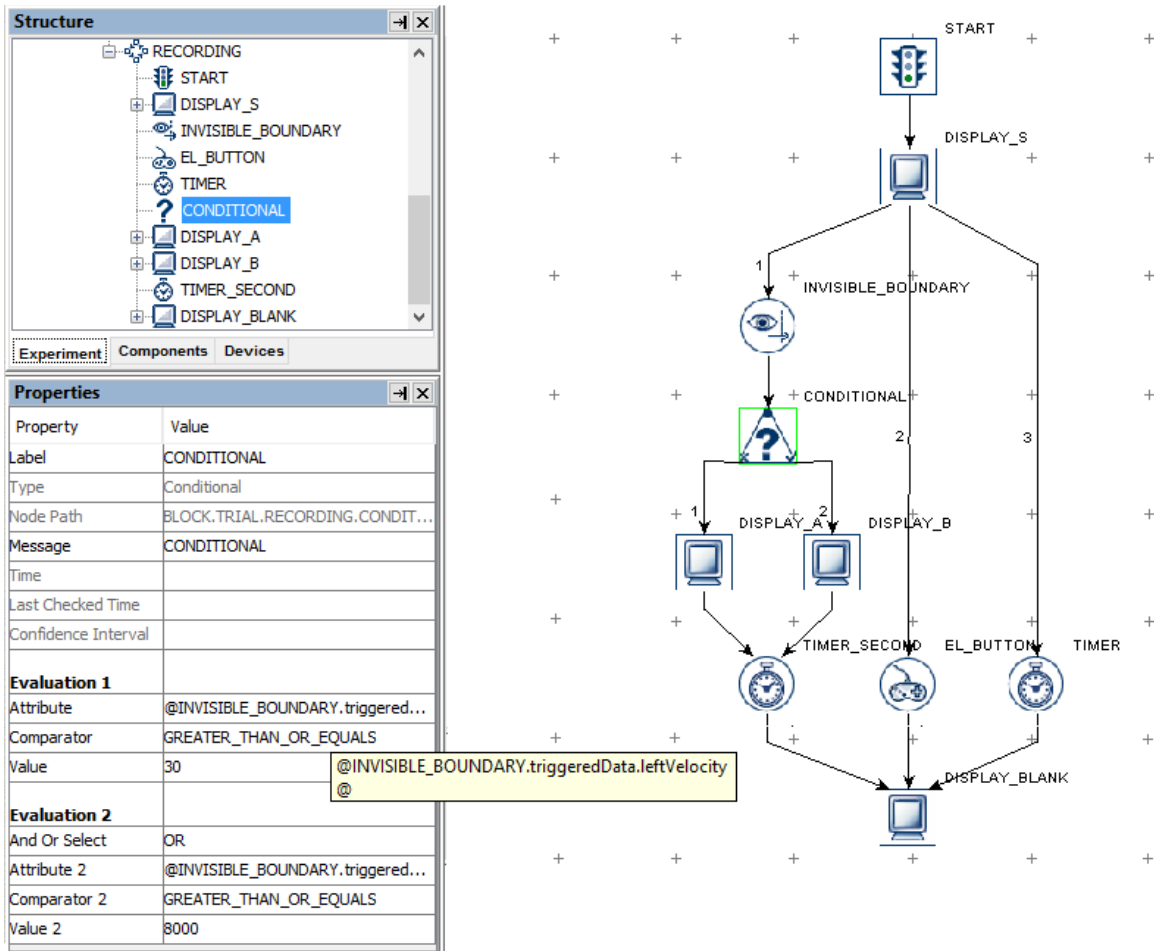 Structure
RECORDING
START
DISPLAY_S
INVISIBLE_BOUNDARY
EL_BUTTON
TIMER
CONDITIONAL
DISPLAY_A
DISPLAY_B
TIMER_SECOND
DISPLAY_BLANK
Experiment Components Devices
Properties
Property Value
Label CONDITIONAL
Type Conditional
Node Path BLOCK.TRIAL.RECORDING.CONDIT...
Message CONDITIONAL
Time
Last Checked Time
Confidence Interval
Evaluation 1
Attribute @INVISIBLE_BOUNDARY.triggered...
Comparator GREATER_THAN_OR_EQUALS
Value 30
@INVISIBLE_BOUNDARY.triggeredData.leftVelocity
@
Evaluation 2
And Or Select OR
Attribute 2 @INVISIBLE_BOUNDARY.triggered...
Comparator 2 GREATER_THAN_OR_EQUALS
Value 2 8000
START
DISPLAY_S
1
INVISIBLE_BOUNDARY
CONDITIONAL
2 3
1 2
DISPLAY_A DISPLAY_B
TIMER_SECOND EL_BUTTON TIMER
DISPLAY_BLANK